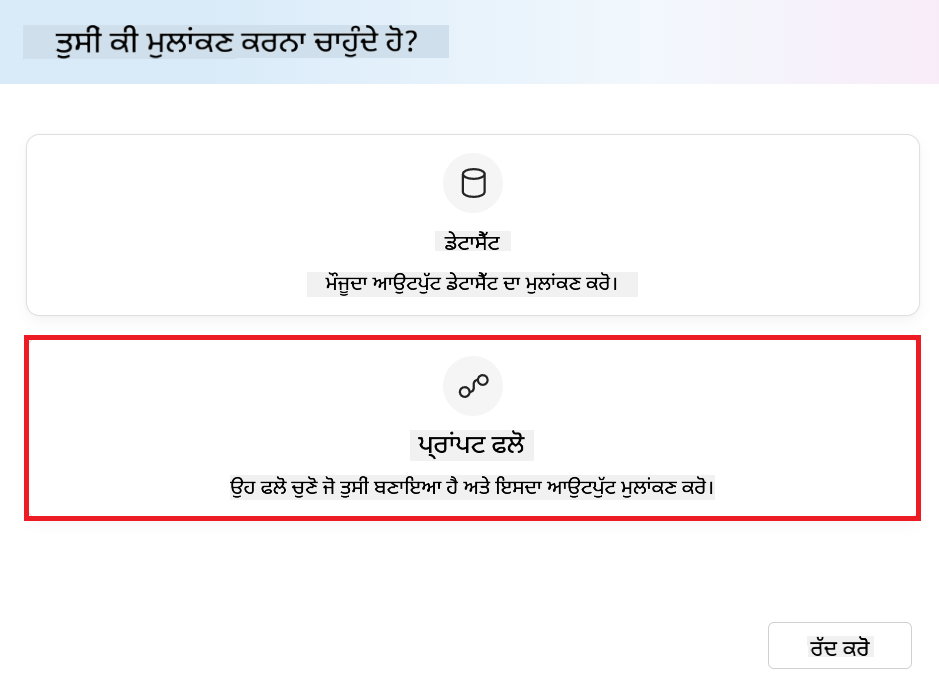 ਤੁਸੀ ਕੀ ਮੁਲਾਂਕਣ ਕਰਨਾ ਚਾਹੁੰਦੇ ਹੋ?
ਡੇਟਾਸੈੱਟ
ਮੌਜੂਦਾ ਆਉਟਪੁੱਟ ਡੇਟਾਸੈੱਟ ਦਾ ਮੁਲਾਂਕਣ ਕਰੋ।
ਪ੍ਰਾਂਪਟ ਫਲੋ
ਉਹ ਫਲੋ ਚੁਣੋ ਜੋ ਤੁਸੀ ਬਣਾਇਆ ਹੈ ਅਤੇ ਇਸਦਾ ਆਉਟਪੁੱਟ ਮੁਲਾਂਕਣ ਕਰੋ।
ਰੱਦ ਕਰੋ